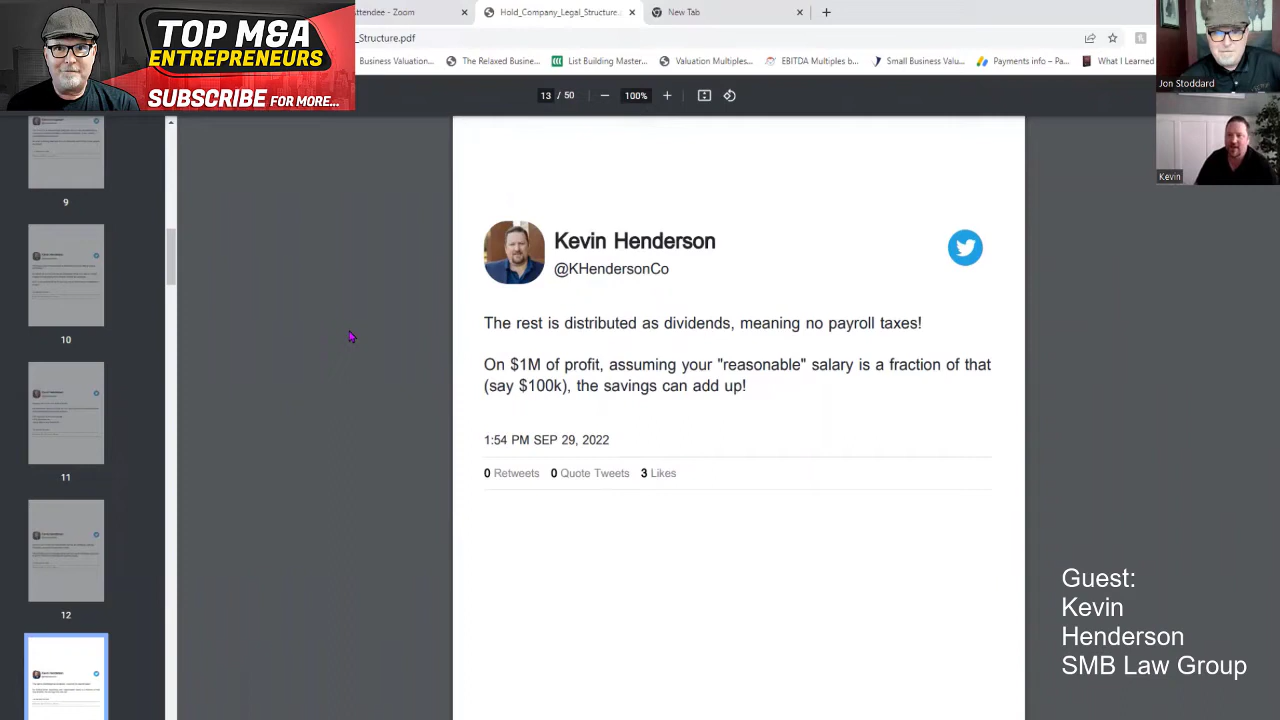 TOP M&A
ENTREPRENEURS
SUBSCRIBE FOR MORE...
ttendee - Zoom
Hold_Company_Legal_Structure...
New Tab
_Structure.pdf
Business Valuation...
The Relaxed Busine...
List Building Master...
Valuation Multiples...
EBITDA Multiples b...
Small Business Valu...
Payments info – Pa...
What I Learned
13 / 50
100%
Jon Stoddard
Kevin
9
10
11
12
Kevin Henderson
@KHendersonCo
The rest is distributed as dividends, meaning no payroll taxes!
On $1M of profit, assuming your "reasonable" salary is a fraction of that
(say $100k), the savings can add up!
1:54 PM SEP 29, 2022
0 Retweets 0 Quote Tweets 3 Likes
Guest:
Kevin
Henderson
SMB Law Group